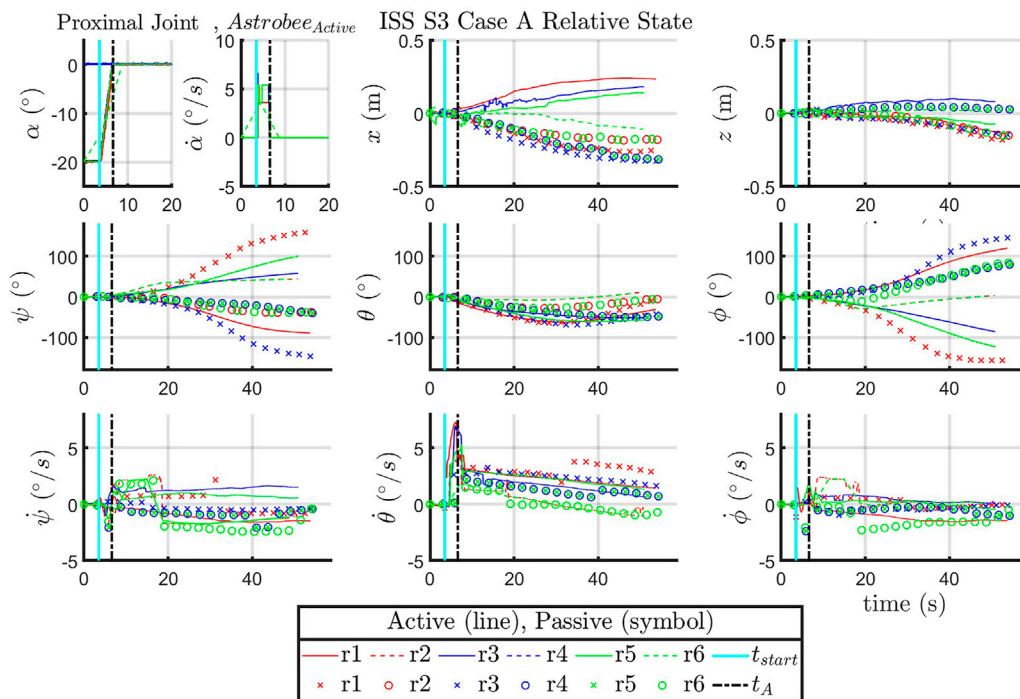 Proximal Joint , Astrobee_Active ISS S3 Case A Relative State
α (°)
0
-10
-20
0 10 20
α̇ (°/s)
10
5
0
-5
0 10 20
x (m)
0.5
0
-0.5
0 20 40
z (m)
0.5
0
-0.5
0 20 40
ψ (°)
100
0
-100
0 20 40
θ (°)
100
0
-100
0 20 40
ϕ (°)
100
0
-100
0 20 40
ψ̇ (°/s)
5
0
-5
0 20 40
θ̇ (°/s)
5
0
-5
0 20 40
ϕ̇ (°/s)
5
0
-5
0 20 40
time (s)
Active (line), Passive (symbol)
r1 r2 r3 r4 r5 r6 t_start
r1 r2 r3 r4 r5 r6 t_A